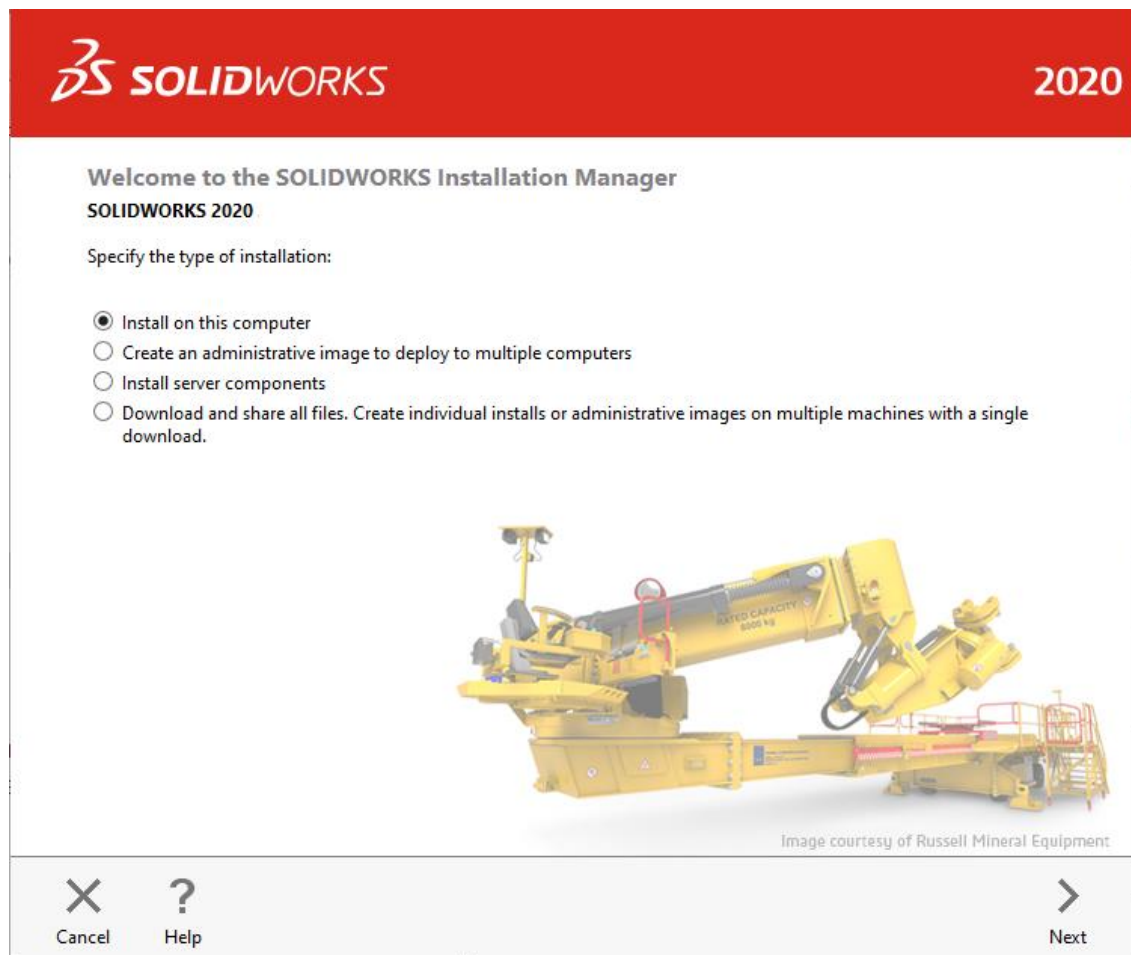 SOLIDWORKS
2020
Welcome to the SOLIDWORKS Installation Manager
SOLIDWORKS 2020
Specify the type of installation:
Install on this computer
Create an administrative image to deploy to multiple computers
Install server components
Download and share all files. Create individual installs or administrative images on multiple machines with a single
download.
RATED CAPACITY
8000 kg
Image courtesy of Russell Mineral Equipment
?
Cancel
Help
Next